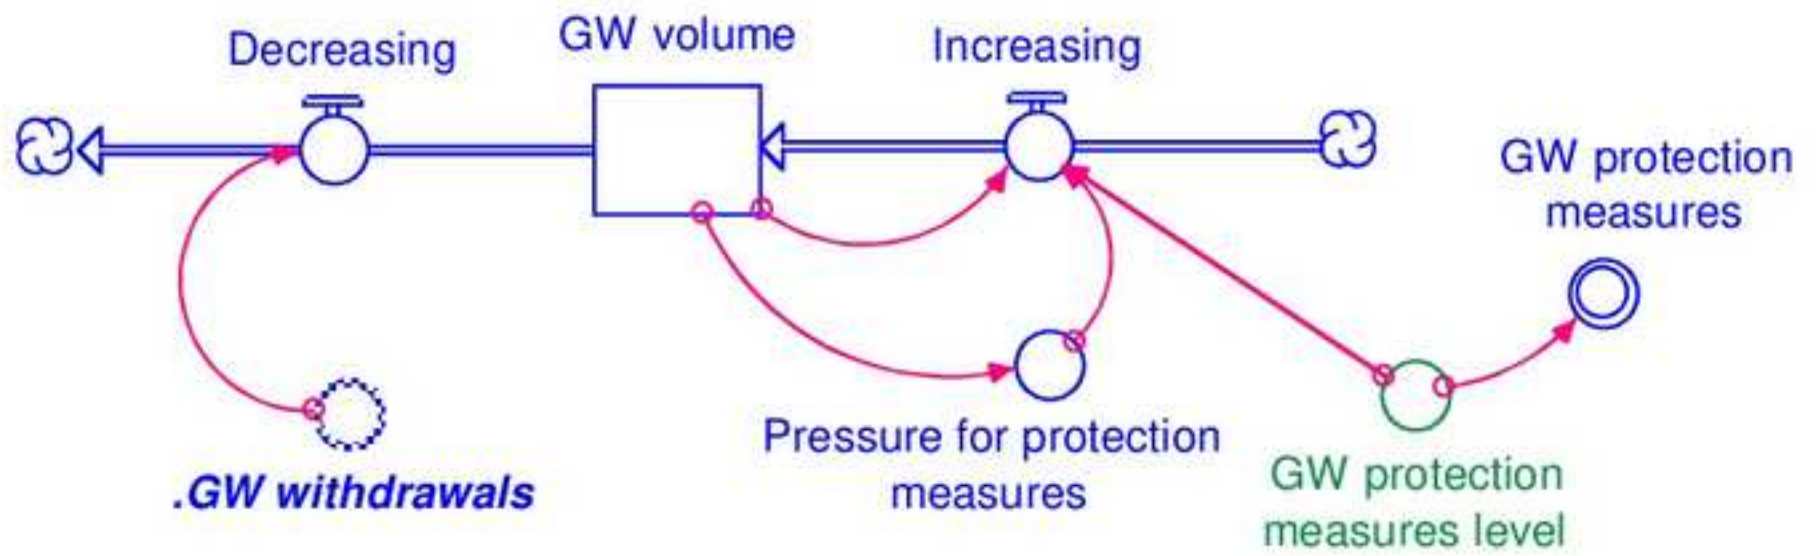 Decreasing
GW volume
Increasing
GW protection
measures
Pressure for protection
measures
GW protection
measures level
.GW withdrawals